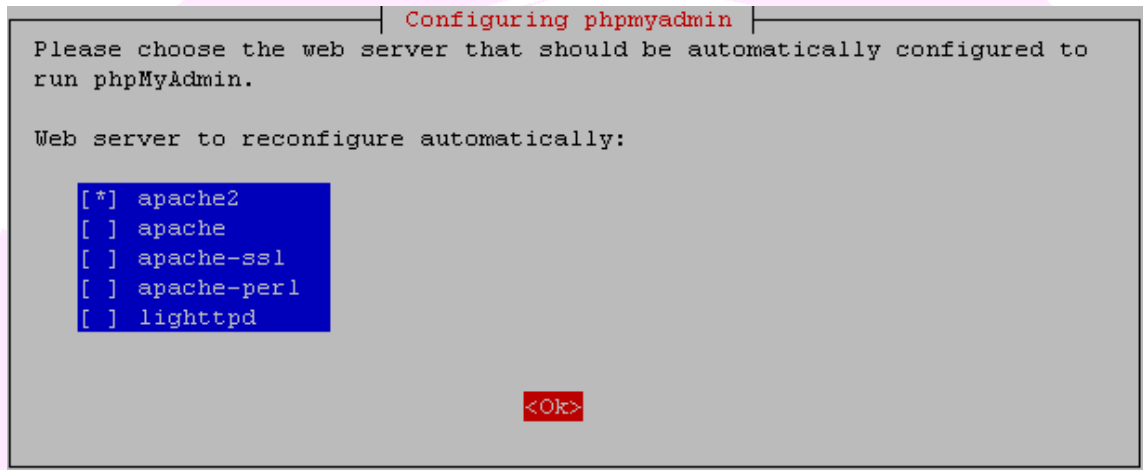 Configuring phpmyadmin
Please choose the web server that should be automatically configured to
run phpMyAdmin.
Web server to reconfigure automatically:
[*] apache2
[ ] apache
[ ] apache-ssl
[ ] apache-perl
[ ] lighttpd
<Ok>